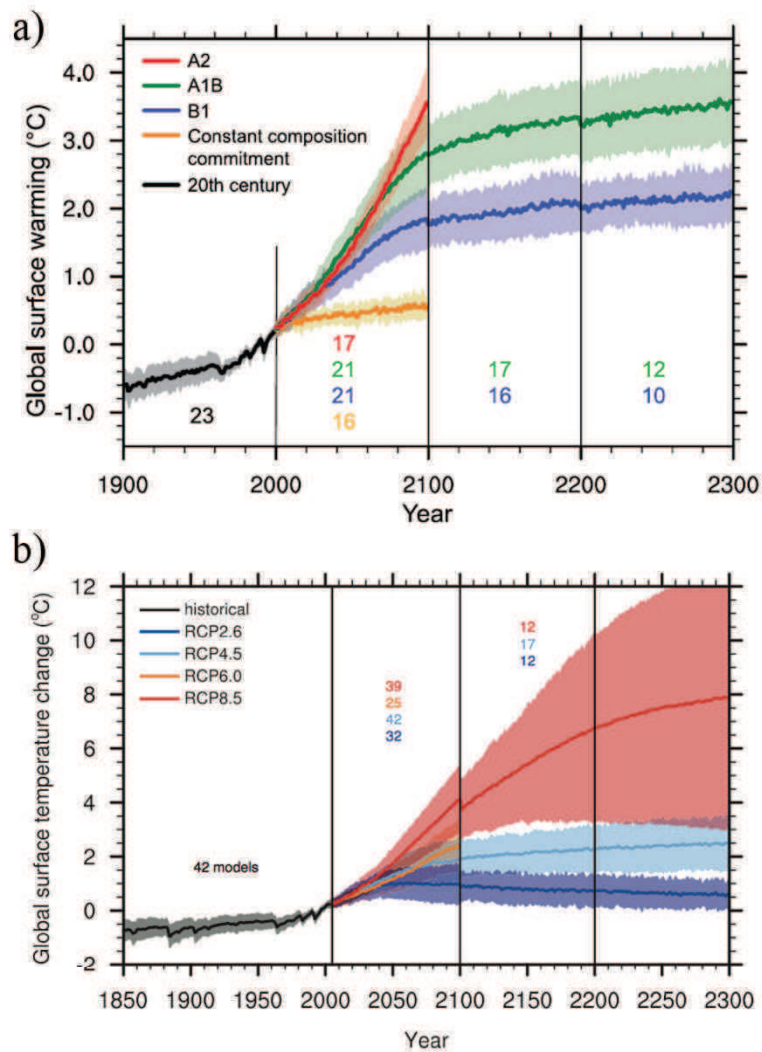 a)
Global surface warming (°C)
4.0
3.0
2.0
1.0
0.0
-1.0
A2
A1B
B1
Constant composition
commitment
20th century
23
17
21
21
16
17
16
12
10
1900
2000
2100
2200
2300
Year
b)
Global surface temperature change (°C)
12
10
8
6
4
2
0
-2
historical
RCP2.6
RCP4.5
RCP6.0
RCP8.5
42 models
39
25
42
32
12
17
12
1850
1900
1950
2000
2050
2100
2150
2200
2250
2300
Year